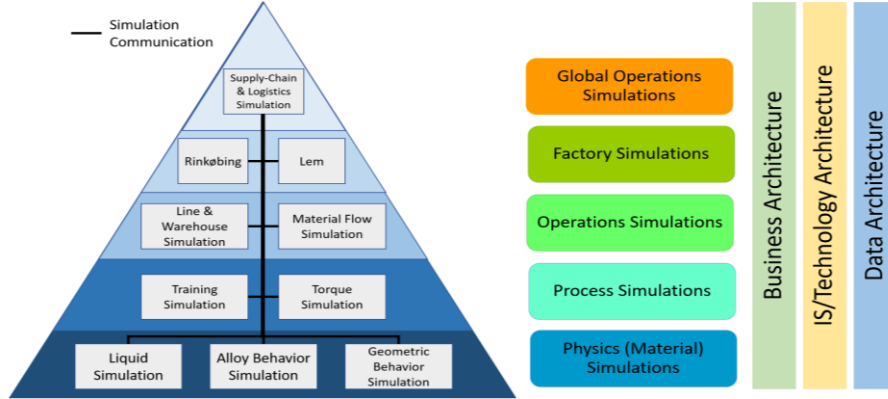 Simulation
Communication
Supply-Chain
& Logistics
Simulation
Rinkøbing
Lem
Line &
Warehouse
Simulation
Material Flow
Simulation
Training
Simulation
Torque
Simulation
Liquid
Simulation
Alloy Behavior
Simulation
Geometric
Behavior
Simulation
Global Operations
Simulations
Factory Simulations
Operations Simulations
Process Simulations
Physics (Material)
Simulations
Business Architecture
IS/Technology Architecture
Data Architecture